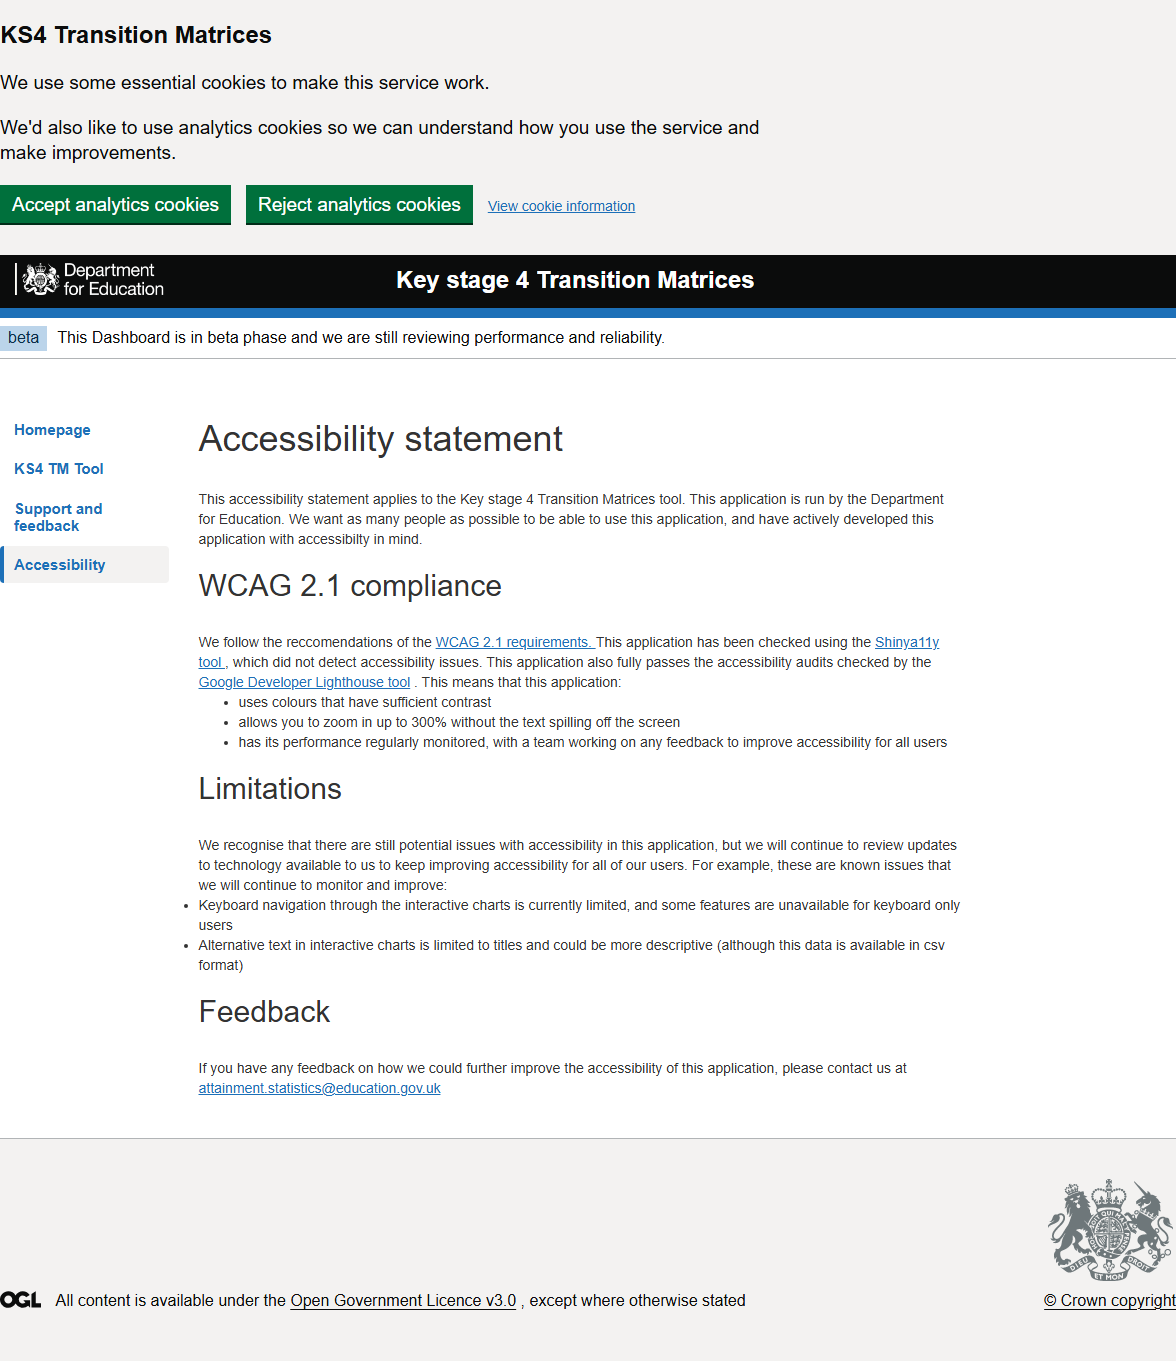 KS4 Transition Matrices
We use some essential cookies to make this service work.
We'd also like to use analytics cookies so we can understand how you use the service and
make improvements.
Accept analytics cookies
Reject analytics cookies
View cookie information
Department
for Education
Key stage 4 Transition Matrices
beta
This Dashboard is in beta phase and we are still reviewing performance and reliability.
Homepage
KS4 TM Tool
Support and
feedback
Accessibility
Accessibility statement
This accessibility statement applies to the Key stage 4 Transition Matrices tool. This application is run by the Department
for Education. We want as many people as possible to be able to use this application, and have actively developed this
application with accessibilty in mind.
WCAG 2.1 compliance
We follow the reccomendations of the WCAG 2.1 requirements. This application has been checked using the Shinya11y
tool , which did not detect accessibility issues. This application also fully passes the accessibility audits checked by the
Google Developer Lighthouse tool . This means that this application:
• uses colours that have sufficient contrast
• allows you to zoom in up to 300% without the text spilling off the screen
• has its performance regularly monitored, with a team working on any feedback to improve accessibility for all users
Limitations
We recognise that there are still potential issues with accessibility in this application, but we will continue to review updates
to technology available to us to keep improving accessibility for all of our users. For example, these are known issues that
we will continue to monitor and improve:
• Keyboard navigation through the interactive charts is currently limited, and some features are unavailable for keyboard only
users
• Alternative text in interactive charts is limited to titles and could be more descriptive (although this data is available in csv
format)
Feedback
If you have any feedback on how we could further improve the accessibility of this application, please contact us at
attainment.statistics@education.gov.uk
DIEU ET MON DROIT
OGL
All content is available under the Open Government Licence v3.0 , except where otherwise stated
© Crown copyright